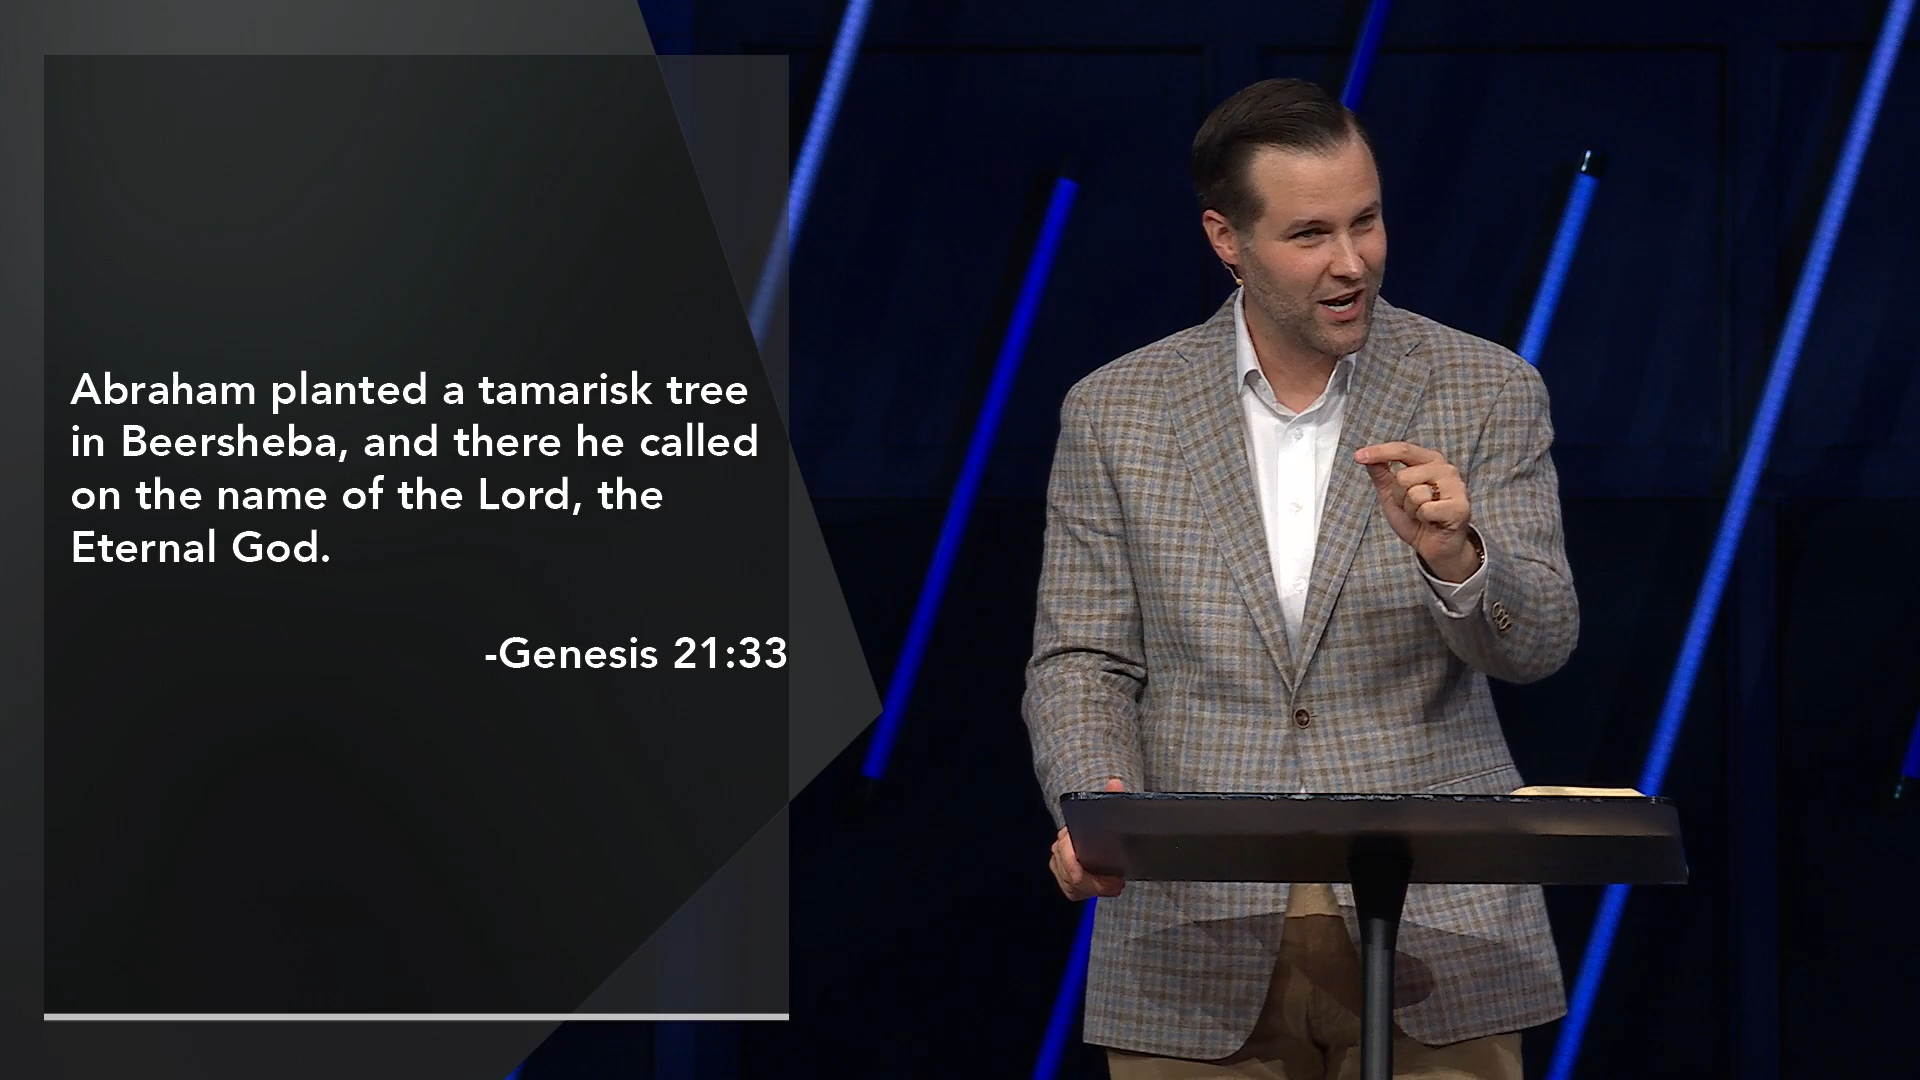 Abraham planted a tamarisk tree
in Beersheba, and there he called
on the name of the Lord, the
Eternal God.
-Genesis 21:33